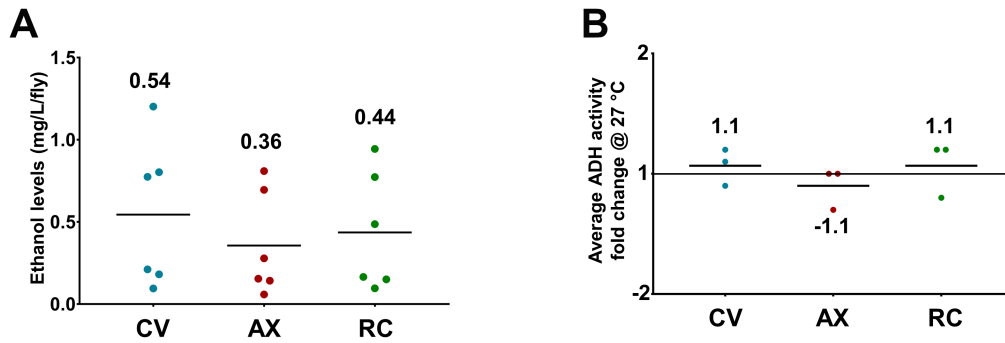 A
Ethanol levels (mg/L/fly)
1.5
1.0
0.5
0.0
0.54
0.36
0.44
CV
AX
RC
B
Average ADH activity
fold change @ 27 °C
2
1
-2
1.1
-1.1
1.1
CV
AX
RC